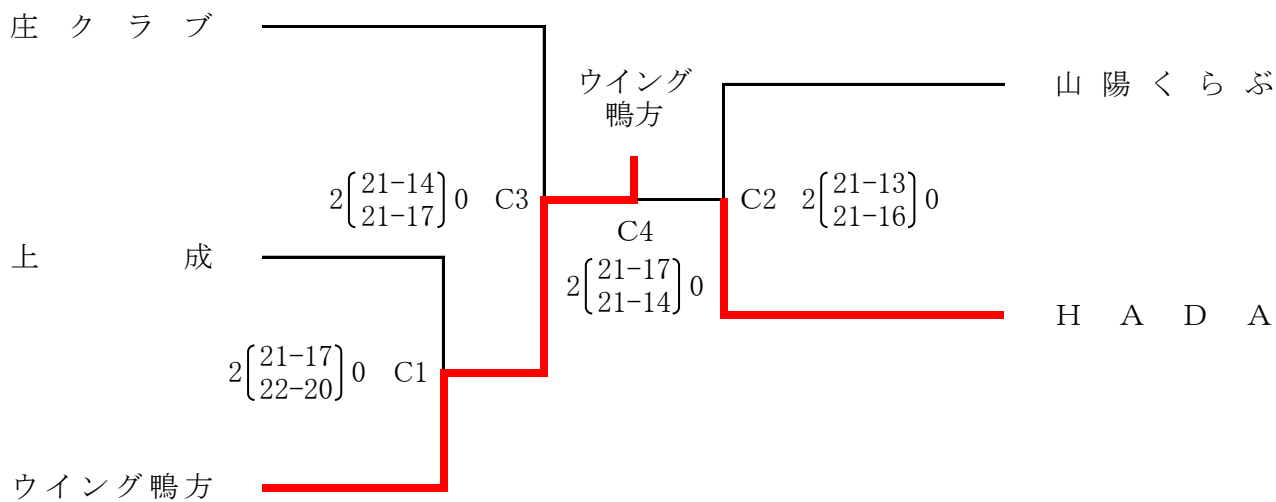 庄クラブ
ウイング
鴨方
山陽くらぶ
2 21-14 0 C3
21-17
C2 2 21-13 0
21-16
C4
上成
2 21-17 0
21-14
HADA
2 21-17 0 C1
22-20
ウイング鴨方